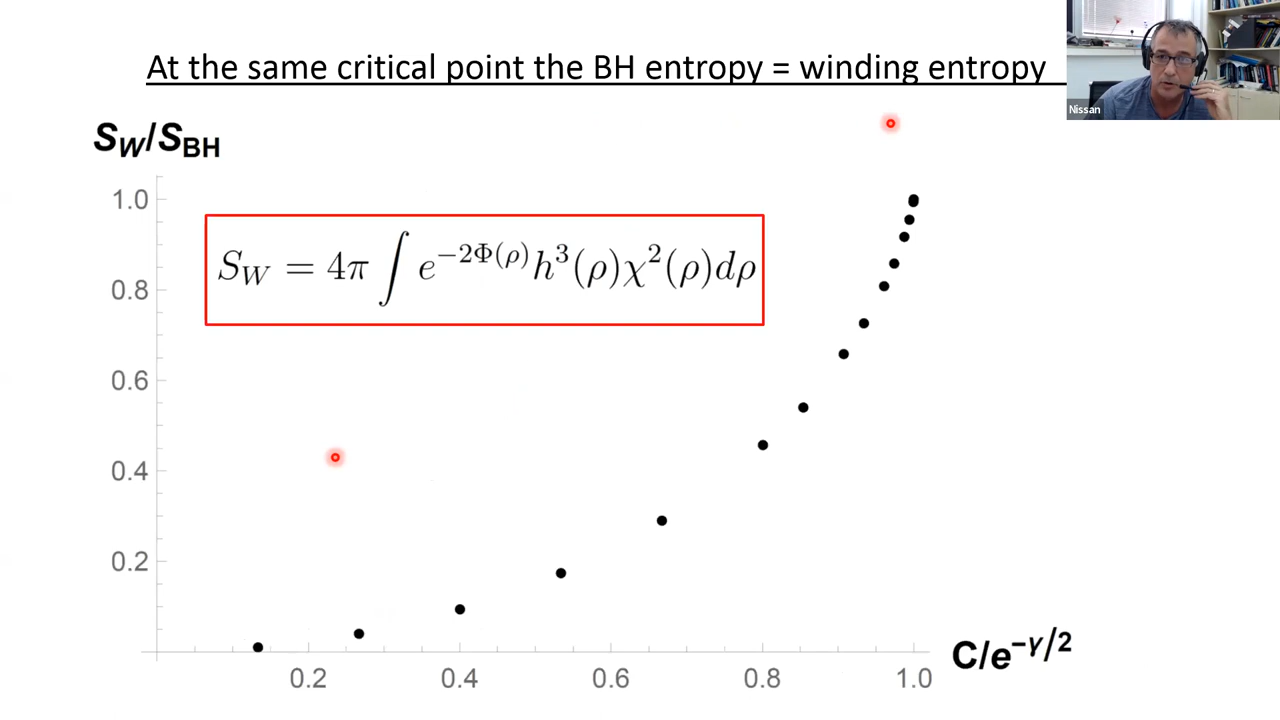 At the same critical point the BH entropy = winding entropy
Nissan
S_W/S_BH
1.0
S_W = 4π ∫ e^{−2Φ(ρ)} h³(ρ)χ²(ρ)dρ
0.8
0.6
0.4
0.2
C/e^{−γ/2}
0.2 0.4 0.6 0.8 1.0